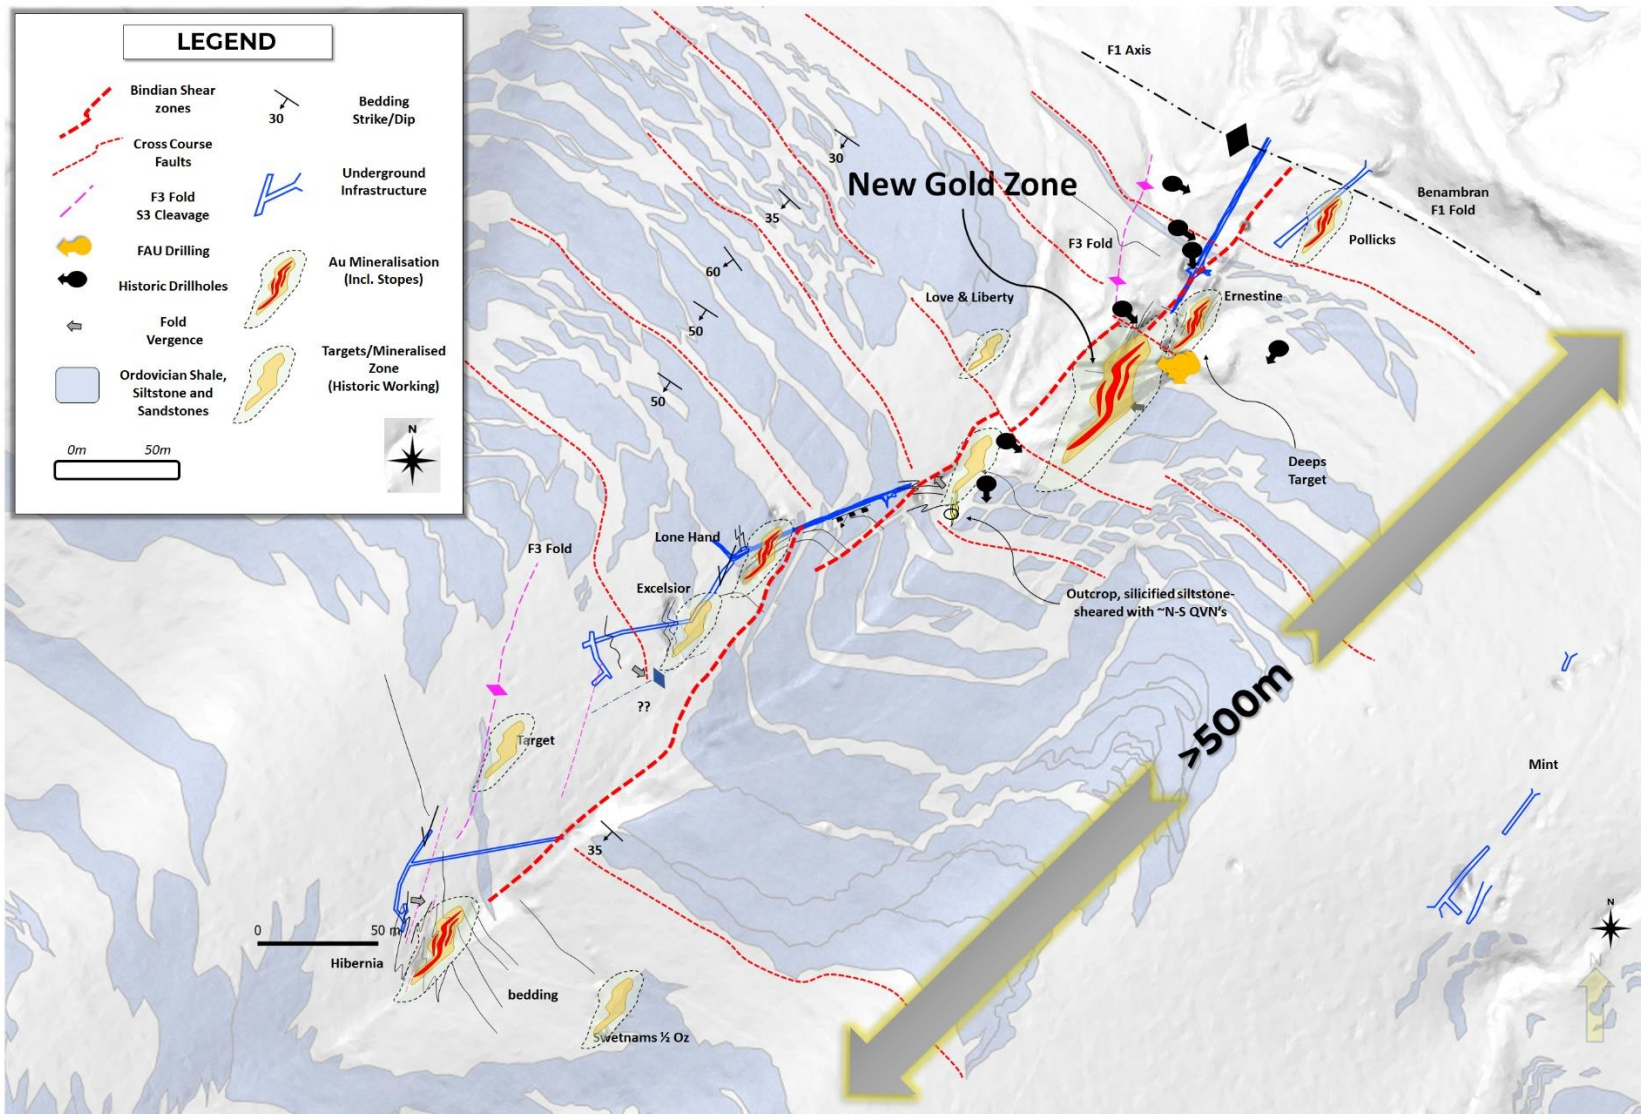 LEGEND
Bindian Shear
zones
Cross Course
Faults
F3 Fold
S3 Cleavage
FAU Drilling
Historic Drillholes
Fold
Vergence
Ordovician Shale,
Siltstone and
Sandstones
0m 50m
30
Bedding
Strike/Dip
Underground
Infrastructure
Au Mineralisation
(Incl. Stopes)
Targets/Mineralised
Zone
(Historic Working)
N
F1 Axis
30
New Gold Zone
35
Benambran
F1 Fold
Pollicks
F3 Fold
60
Love & Liberty
Ernestine
50
50
Deeps
Target
Lone Hand
F3 Fold
Excelsior
Outcrop, silicified siltstone-
sheared with ~N-S QVN's
??
>500m
Target
Mint
35
0 50 m
Hibernia
bedding
Swetnams ½ Oz
N
N